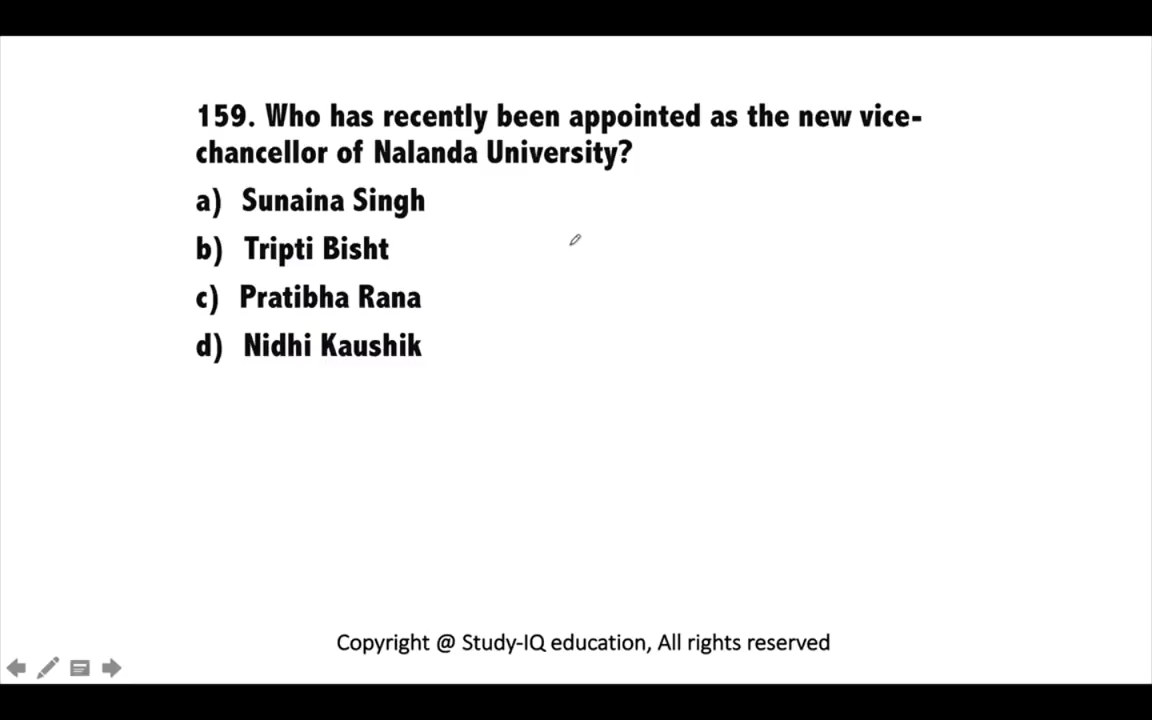 159. Who has recently been appointed as the new vice-
chancellor of Nalanda University?
a) Sunaina Singh
b) Tripti Bisht
c) Pratibha Rana
d) Nidhi Kaushik
Copyright @ Study-IQ education, All rights reserved